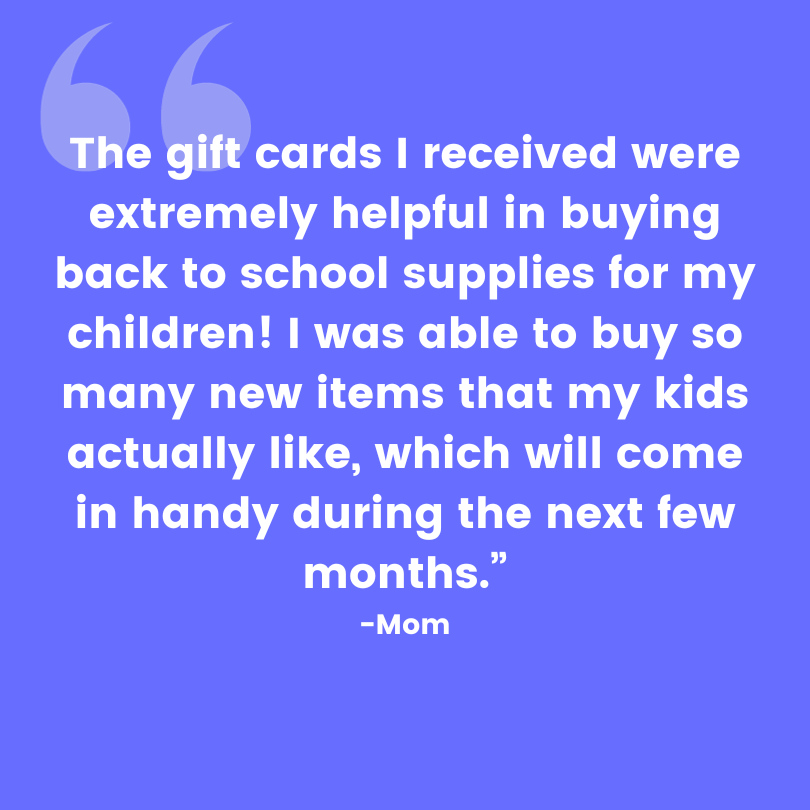 “
The gift cards I received were
extremely helpful in buying
back to school supplies for my
children! I was able to buy so
many new items that my kids
actually like, which will come
in handy during the next few
months.”
-Mom